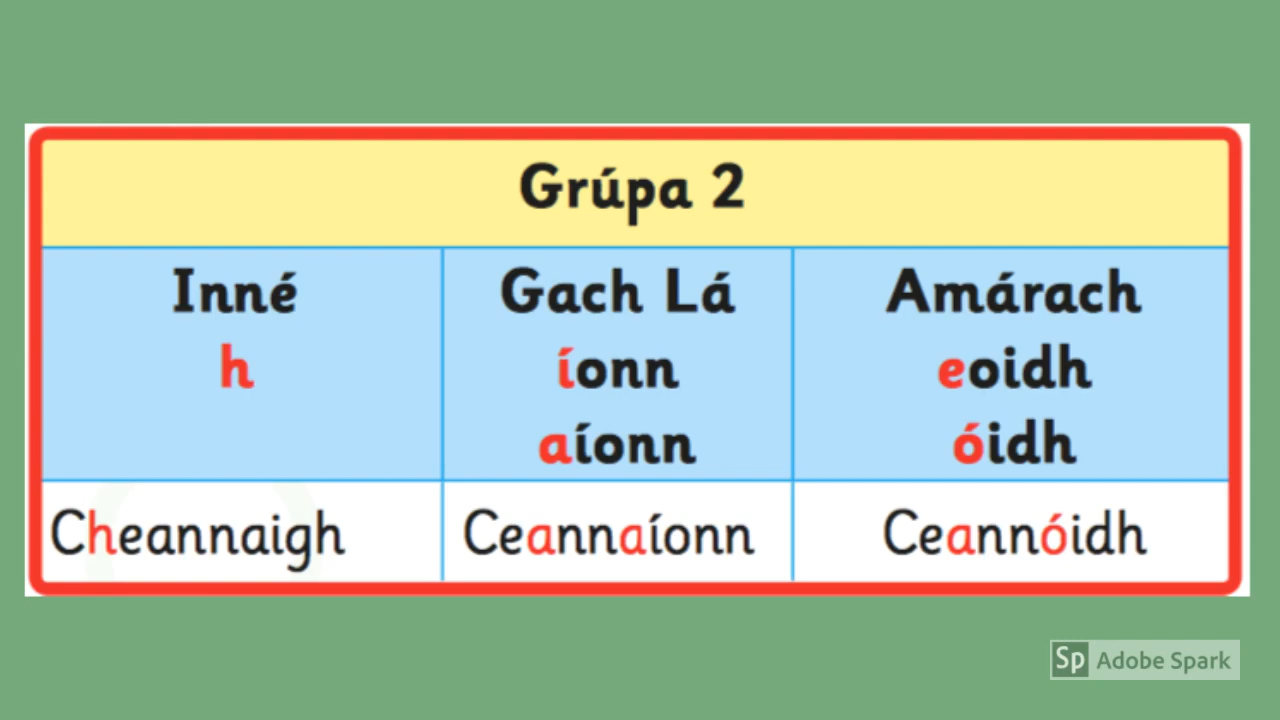 Grúpa 2
Inné Gach Lá Amárach
h íonn eoidh
aíonn óidh
Cheannaigh Ceannaíonn Ceannóidh
Sp Adobe Spark